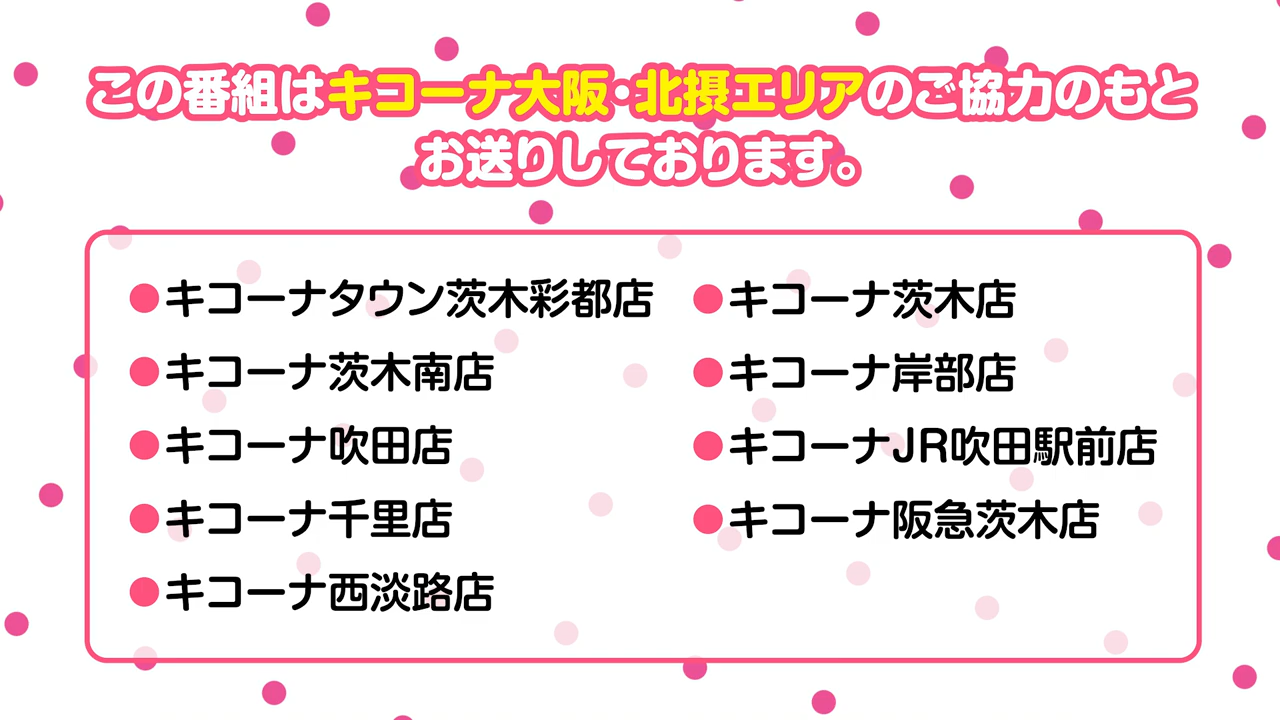 この番組はキコーナ大阪・北摂エリアのご協力のもと
お送りしております。
●キコーナタウン茨木彩都店
●キコーナ茨木南店
●キコーナ吹田店
●キコーナ千里店
●キコーナ西淡路店
●キコーナ茨木店
●キコーナ岸部店
●キコーナJR吹田駅前店
●キコーナ阪急茨木店